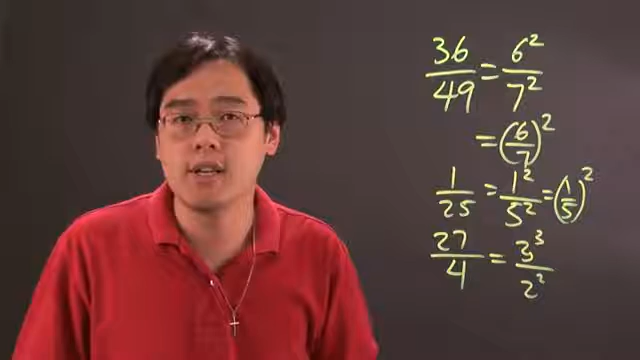 36/49 = 6²/7²
= (6/7)²
1/25 = 1²/5² = (1/5)²
27/4 = 3³/2²